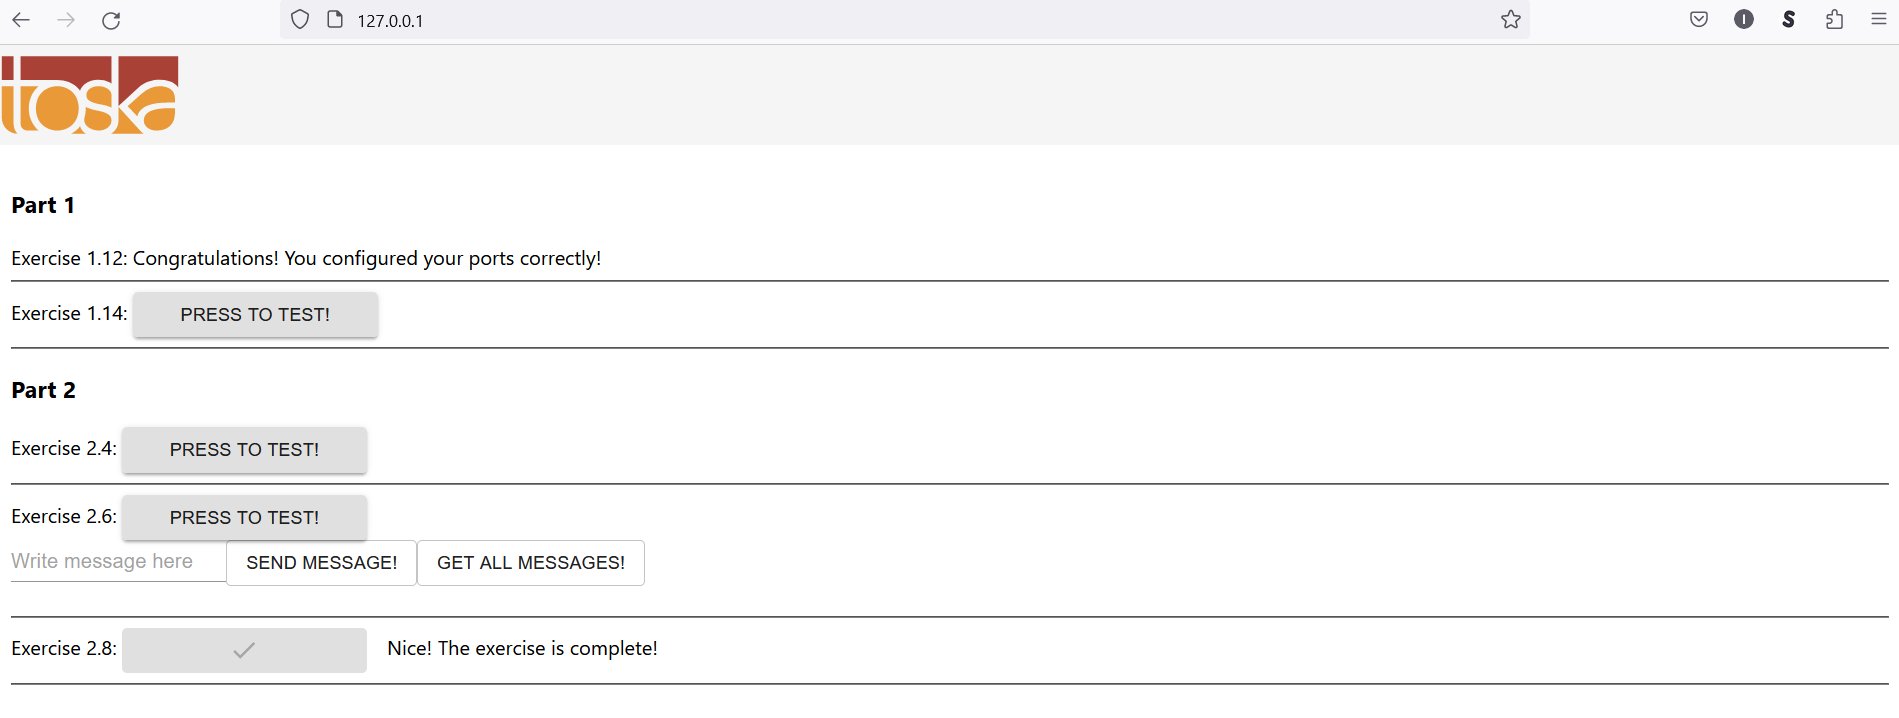 127.0.0.1
I
S
toska
Part 1
Exercise 1.12: Congratulations! You configured your ports correctly!
Exercise 1.14: PRESS TO TEST!
Part 2
Exercise 2.4: PRESS TO TEST!
Exercise 2.6: PRESS TO TEST!
Write message here SEND MESSAGE! GET ALL MESSAGES!
Exercise 2.8: Nice! The exercise is complete!